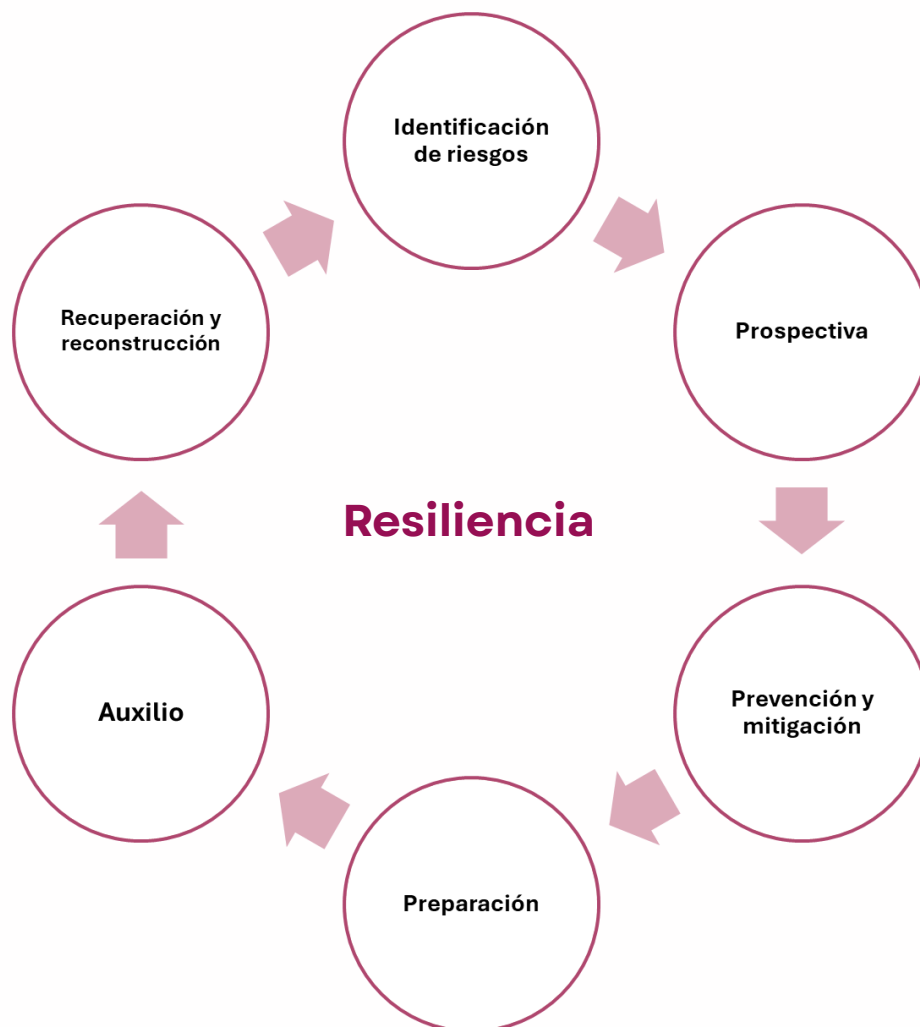 Identificación
de riesgos
Prospectiva
Prevención y
mitigación
Preparación
Auxilio
Recuperación y
reconstrucción
Resiliencia